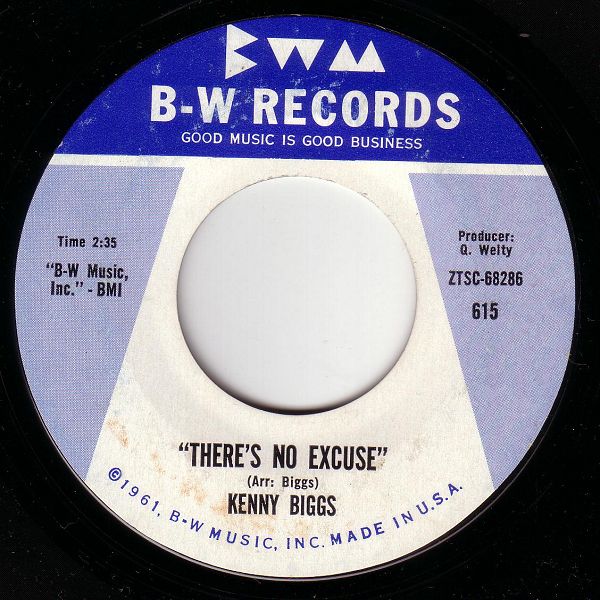 BWM
B-W RECORDS
GOOD MUSIC IS GOOD BUSINESS
Time 2:35
"B-W Music,
Inc." - BMI
Producer:
Q. Welty
ZTSC-68286
615
"THERE'S NO EXCUSE"
(Arr: Biggs)
KENNY BIGGS
©1961, B-W MUSIC, INC. MADE IN U.S.A.